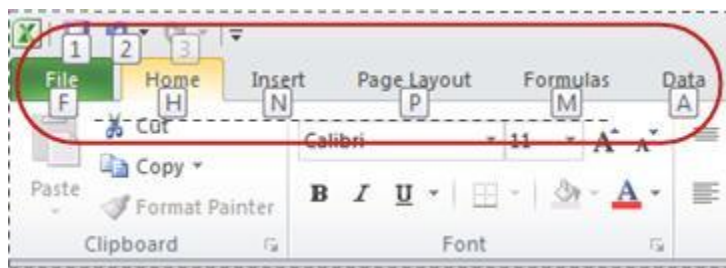 1 2 3
File Home Insert Page Layout Formulas Data
F H N P M A
Cut Calibri 11 A A
Copy
Paste B I U A
Format Painter
Clipboard Font